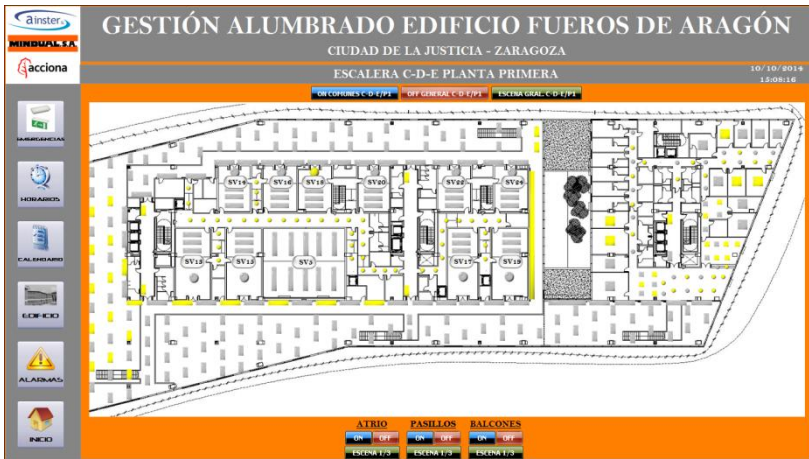 ainster
GESTIÓN ALUMBRADO EDIFICIO FUEROS DE ARAGÓN
MINDUAL, S.A.
CIUDAD DE LA JUSTICIA - ZARAGOZA
acciona
ESCALERA C-D-E PLANTA PRIMERA
10/10/2014
15:09:16
ON COMUNES C-D-E/P1 OFF GENERAL C-D-E/P1 ESCENA GRAL. C-D-E/P1
EMERGENCIAS
HORARIOS
CALENDARIO
EDIFICIO
ALARMAS
INICIO
SV14 SV16 SV18 SV20 SV22 SV24
SV13 SV15 SV5 SV17 SV19
ATRIO PASILLOS BALCONES
ON OFF ON OFF ON OFF
ESCENA 1/3 ESCENA 1/3 ESCENA 1/3